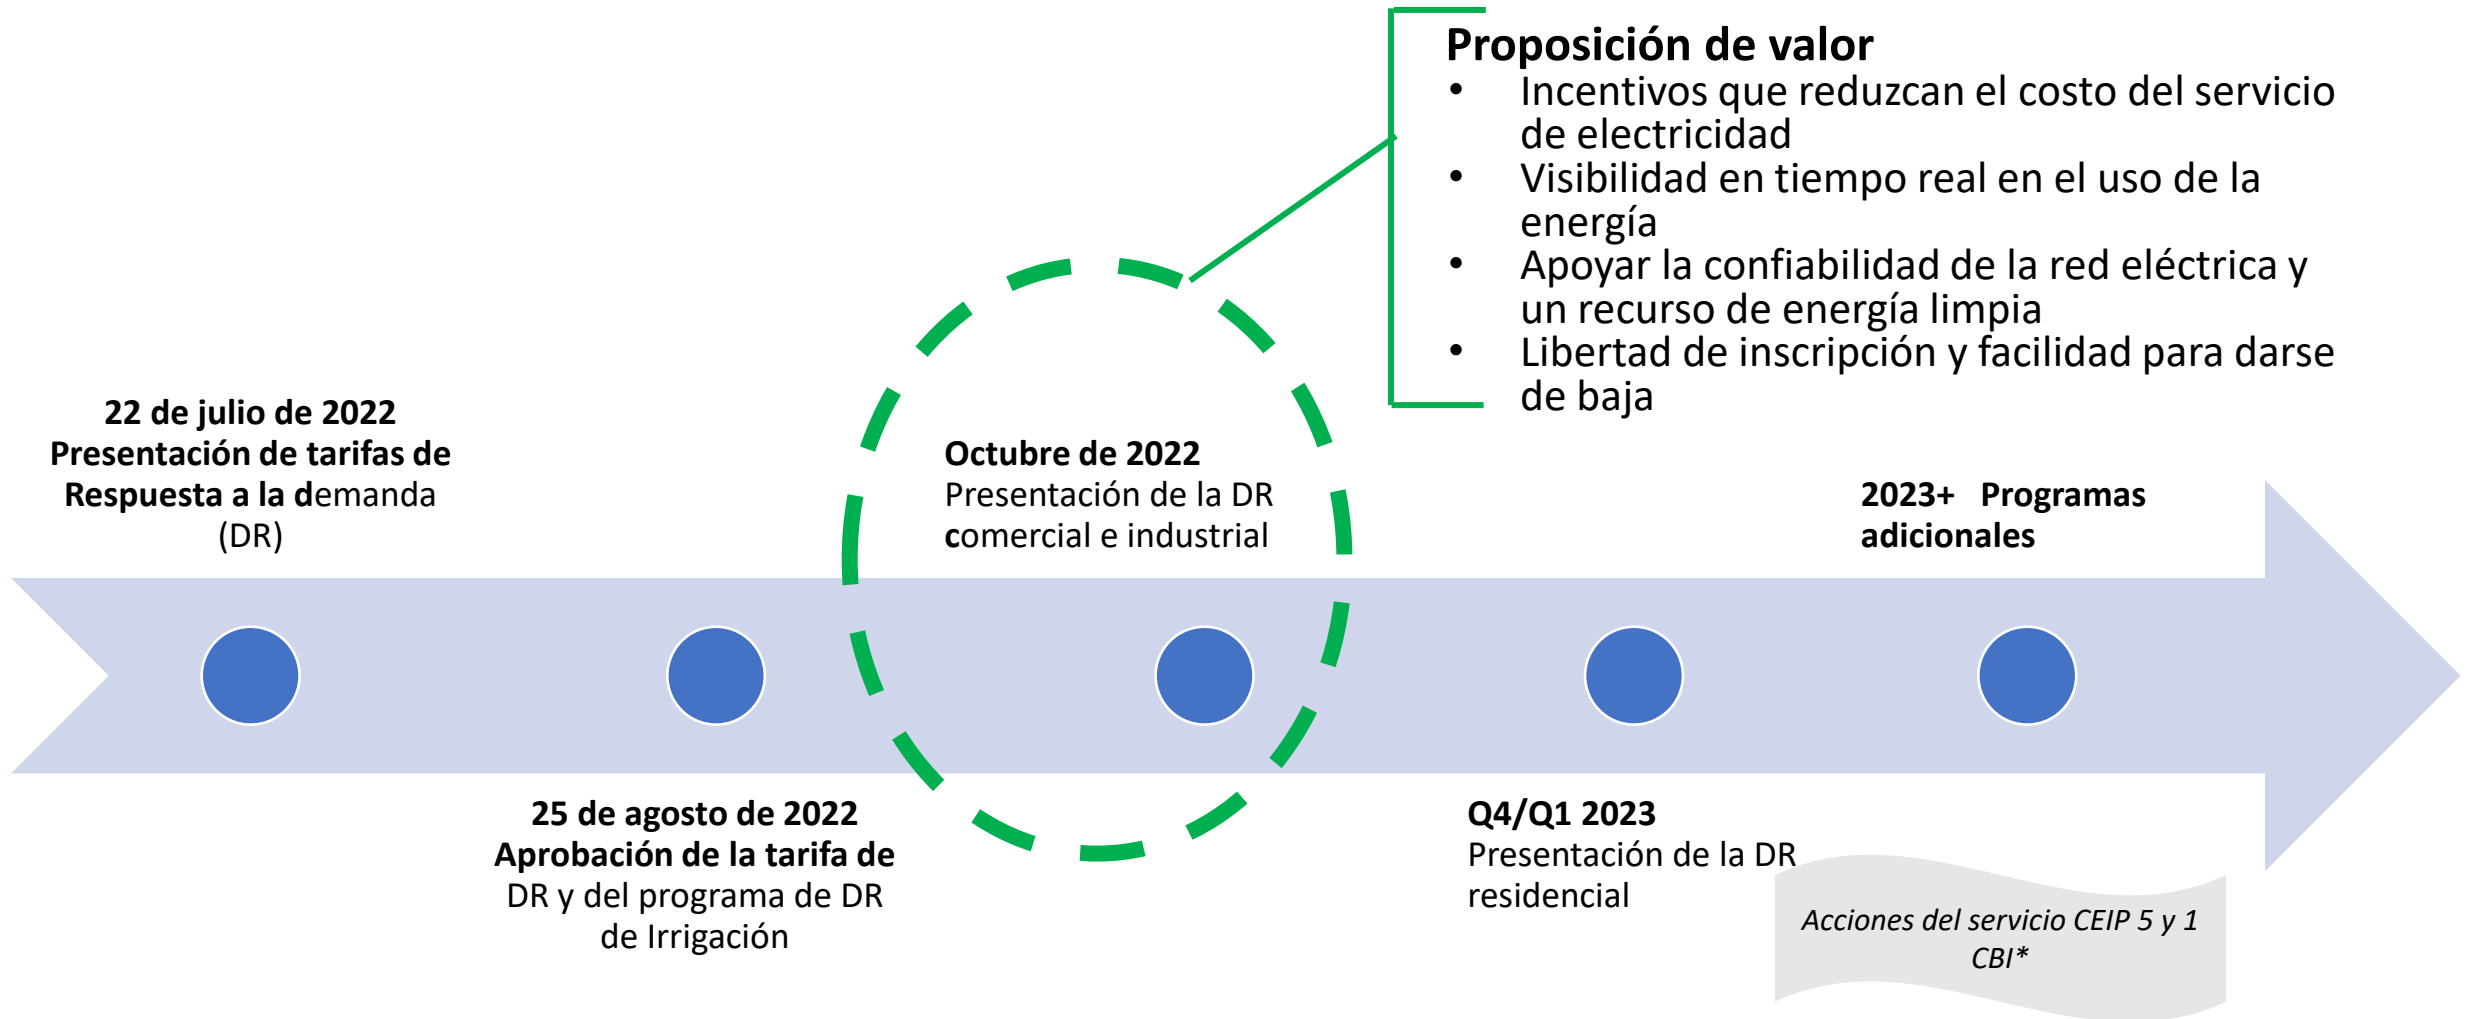 Proposición de valor
• Incentivos que reduzcan el costo del servicio
de electricidad
• Visibilidad en tiempo real en el uso de la
energía
• Apoyar la confiabilidad de la red eléctrica y
un recurso de energía limpia
• Libertad de inscripción y facilidad para darse
de baja
22 de julio de 2022
Presentación de tarifas de
Respuesta a la demanda
(DR)
Octubre de 2022
Presentación de la DR
comercial e industrial
2023+ Programas
adicionales
25 de agosto de 2022
Aprobación de la tarifa de
DR y del programa de DR
de Irrigación
Q4/Q1 2023
Presentación de la DR
residencial
Acciones del servicio CEIP 5 y 1
CBI*